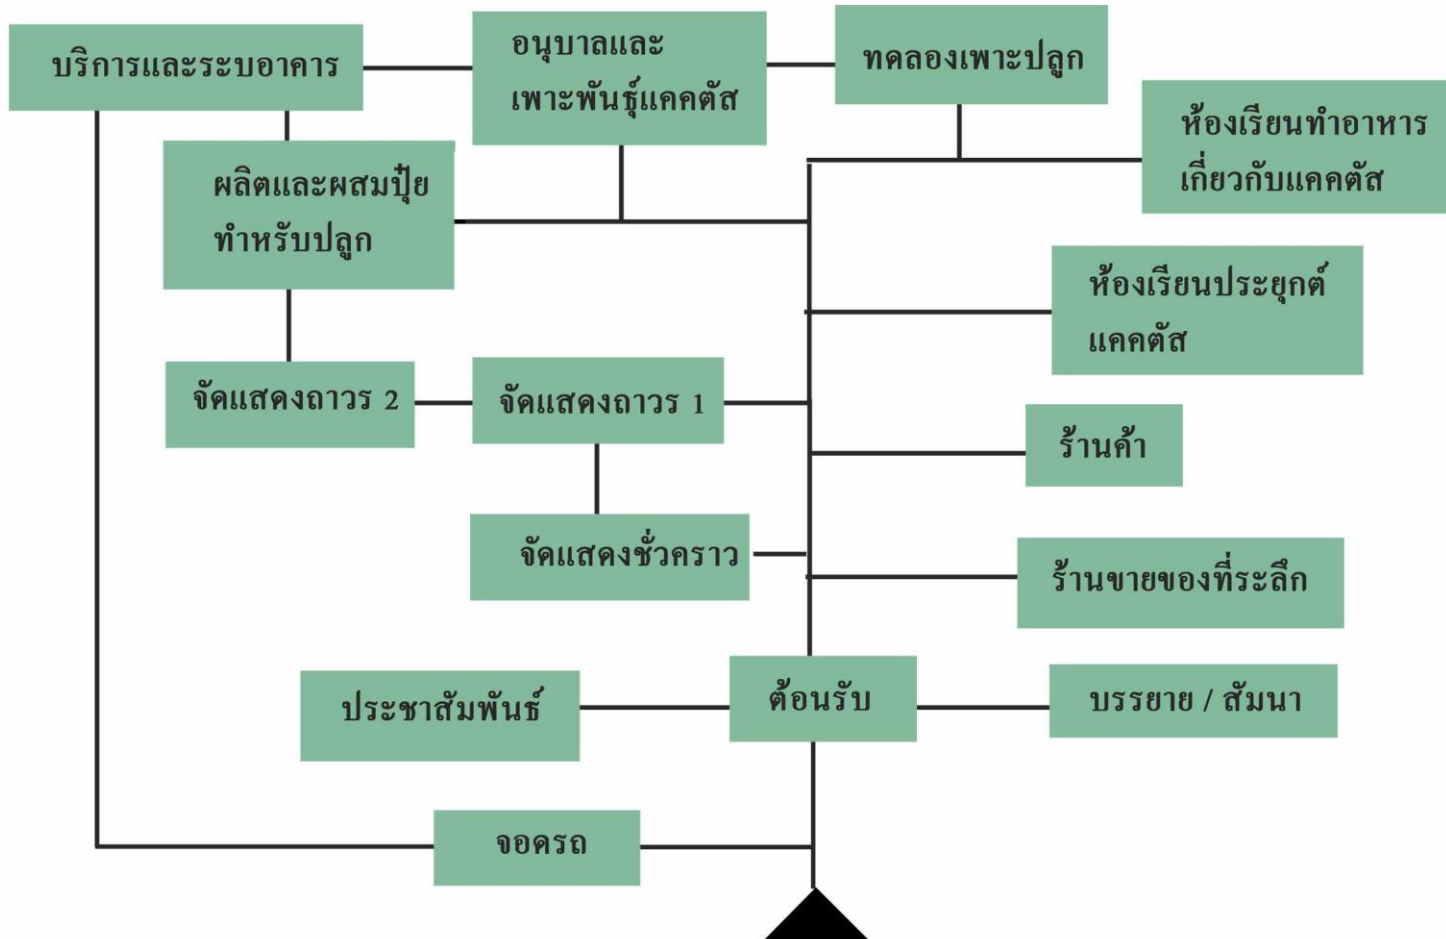 บริการและระบอาคาร
อนุบาลและ
เพาะพันธุ์แคคตัส
ทคลองเพาะปลูก
ห้องเรียนทำอาหาร
เกี่ยวกับแคคตัส
ผลิตและผสมปุ๋ย
ทำหรับปลูก
ห้องเรียนประยุกต์
แคคตัส
จัดแสดงถาวร 2
จัดแสดงถาวร 1
ร้านค้า
จัดแสดงชั่วคราว
ร้านขายของที่ระลึก
ประชาสัมพันธ์
ต้อนรับ
บรรยาย / สัมนา
จอดรถ